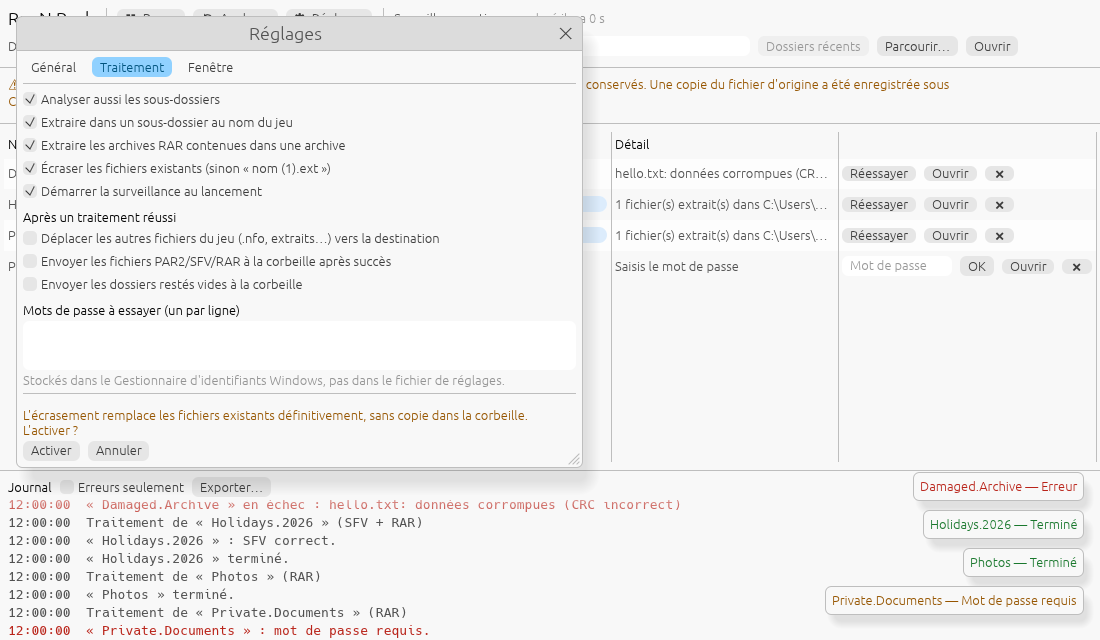 Réglages
à 0 s
Général
Traitement
Fenêtre
Dossiers récents
Parcourir…
Ouvrir
conservés. Une copie du fichier d'origine a été enregistrée sous
Analyser aussi les sous-dossiers
Extraire dans un sous-dossier au nom du jeu
Extraire les archives RAR contenues dans une archive
Écraser les fichiers existants (sinon « nom (1).ext »)
Démarrer la surveillance au lancement
Après un traitement réussi
Déplacer les autres fichiers du jeu (.nfo, extraits…) vers la destination
Envoyer les fichiers PAR2/SFV/RAR à la corbeille après succès
Envoyer les dossiers restés vides à la corbeille
Mots de passe à essayer (un par ligne)
Stockés dans le Gestionnaire d'identifiants Windows, pas dans le fichier de réglages.
L'écrasement remplace les fichiers existants définitivement, sans copie dans la corbeille.
L'activer ?
Activer
Annuler
Détail
hello.txt: données corrompues (CR…
Réessayer
Ouvrir
1 fichier(s) extrait(s) dans C:\Users\…
Réessayer
Ouvrir
1 fichier(s) extrait(s) dans C:\Users\…
Réessayer
Ouvrir
Saisis le mot de passe
Mot de passe
OK
Ouvrir
Journal
Erreurs seulement
Exporter…
12:00:00 « Damaged.Archive » en échec : hello.txt: données corrompues (CRC incorrect)
12:00:00 Traitement de « Holidays.2026 » (SFV + RAR)
12:00:00 « Holidays.2026 » : SFV correct.
12:00:00 « Holidays.2026 » terminé.
12:00:00 Traitement de « Photos » (RAR)
12:00:00 « Photos » terminé.
12:00:00 Traitement de « Private.Documents » (RAR)
12:00:00 « Private.Documents » : mot de passe requis.
Damaged.Archive — Erreur
Holidays.2026 — Terminé
Photos — Terminé
Private.Documents — Mot de passe requis